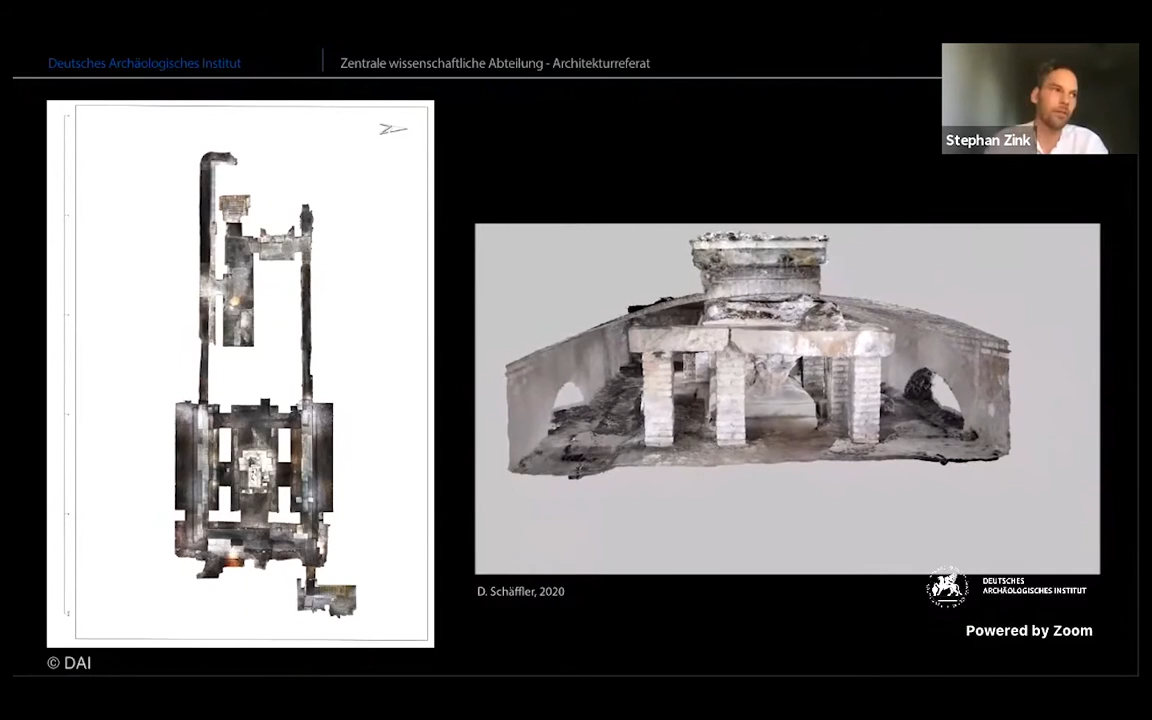 Deutsches Archäologisches Institut
Zentrale wissenschaftliche Abteilung - Architekturreferat
Stephan Zink
D. Schäffler, 2020
DEUTSCHES
ARCHÄOLOGISCHES INSTITUT
Powered by Zoom
© DAI